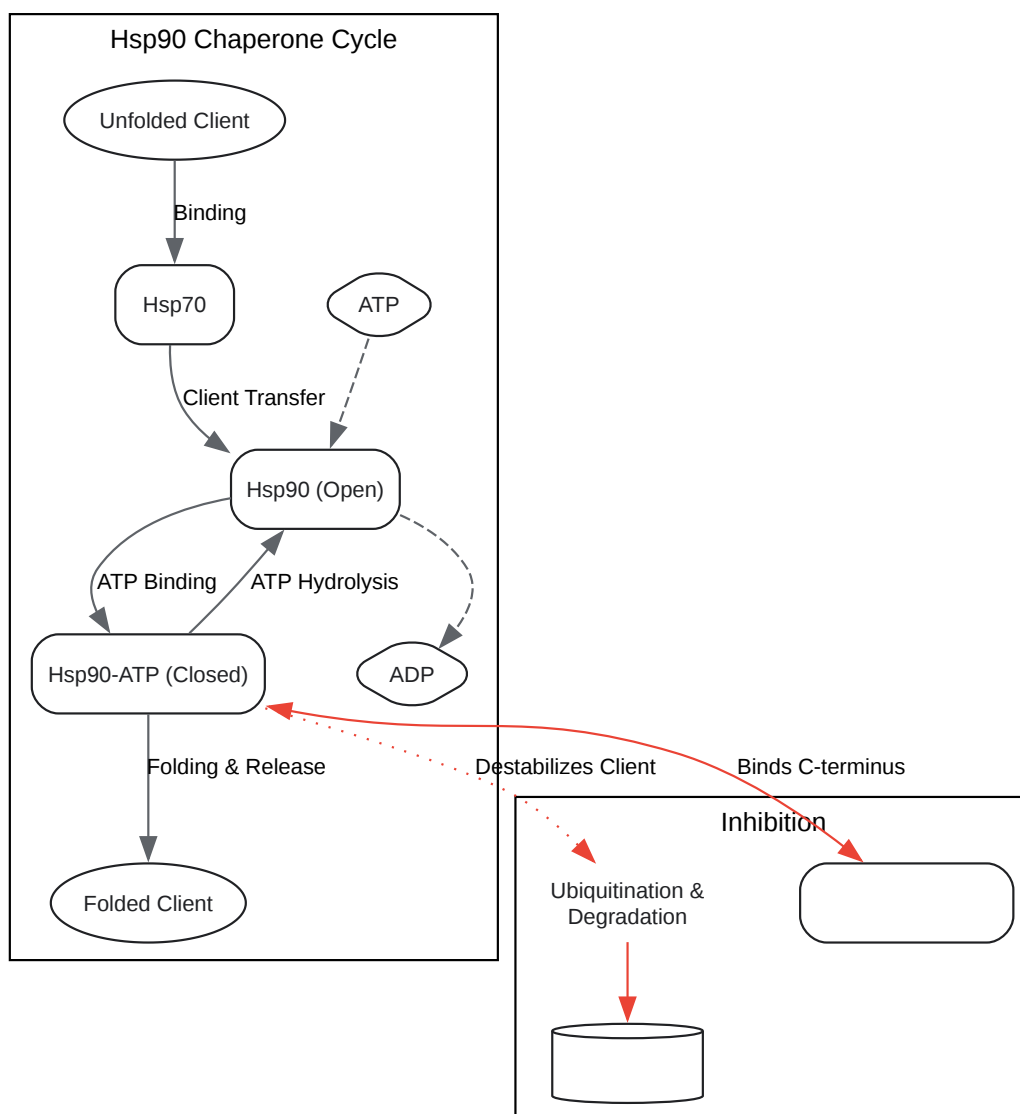 Hsp90 Chaperone Cycle
Unfolded Client
Binding
Hsp70
ATP
Client Transfer
Hsp90 (Open)
ATP Binding
ATP Hydrolysis
Hsp90-ATP (Closed)
ADP
Folding & Release
Destabilizes Client
Binds C-terminus
Inhibition
Ubiquitination &
Degradation
Folded Client